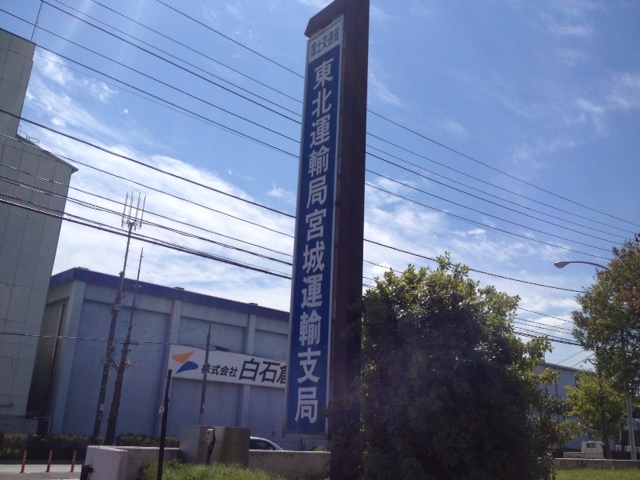 国土交通省
東北運輸局宮城運輸支局
株式会社 白石倉